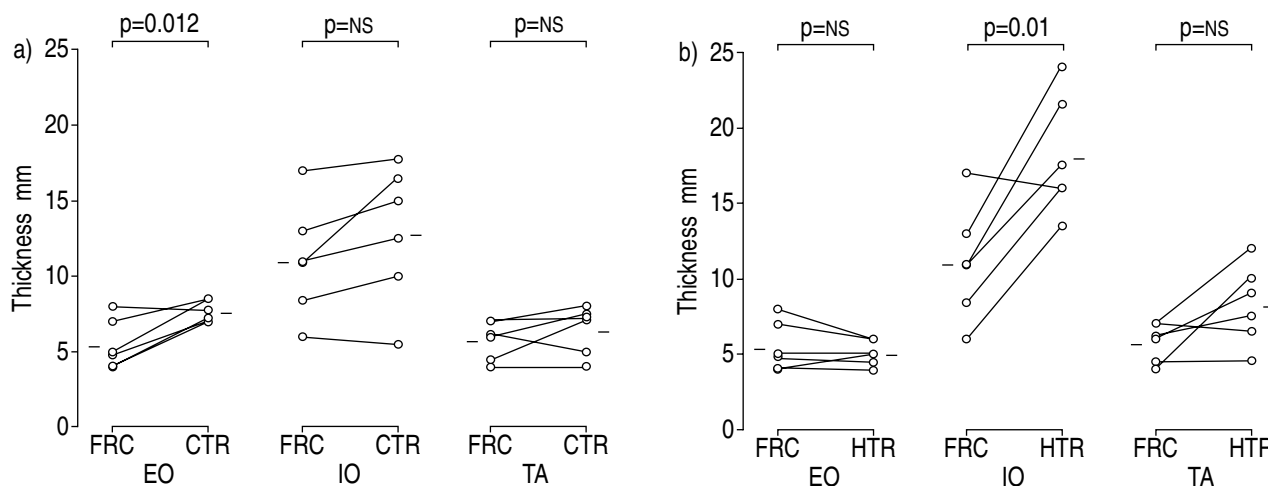 p=0.012 p=NS p=NS
a)
25
20
15
10
5
0
Thickness mm
FRC CTR FRC CTR FRC CTR
EO IO TA
p=NS p=0.01 p=NS
b)
25
20
15
10
5
0
Thickness mm
FRC HTR FRC HTR FRC HTR
EO IO TA